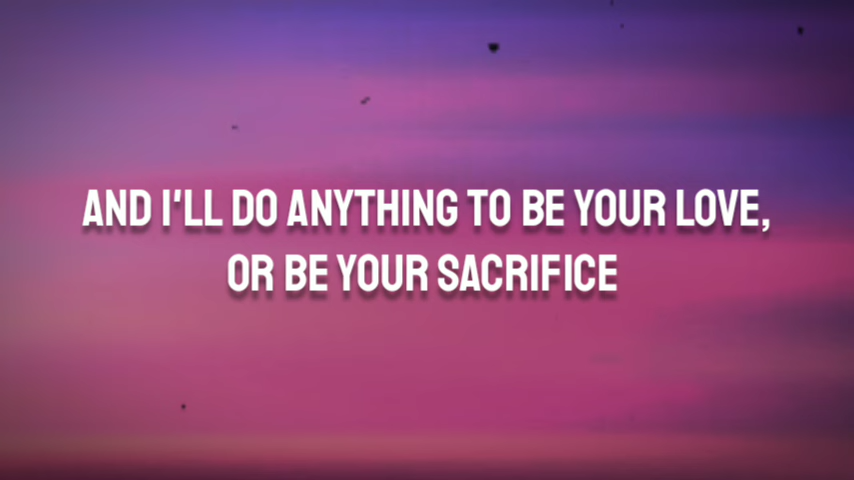 AND I'LL DO ANYTHING TO BE YOUR LOVE,
OR BE YOUR SACRIFICE